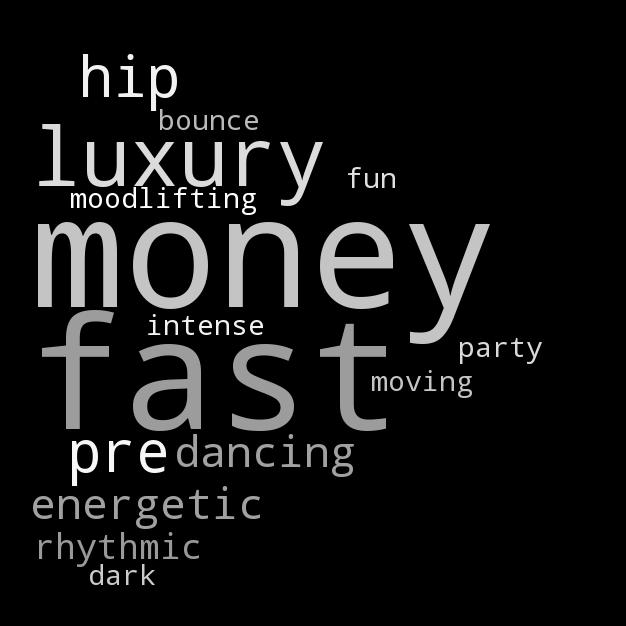 hip
bounce
luxury
fun
moodlifting
money
intense
fast
party
moving
pre
dancing
energetic
rhythmic
dark